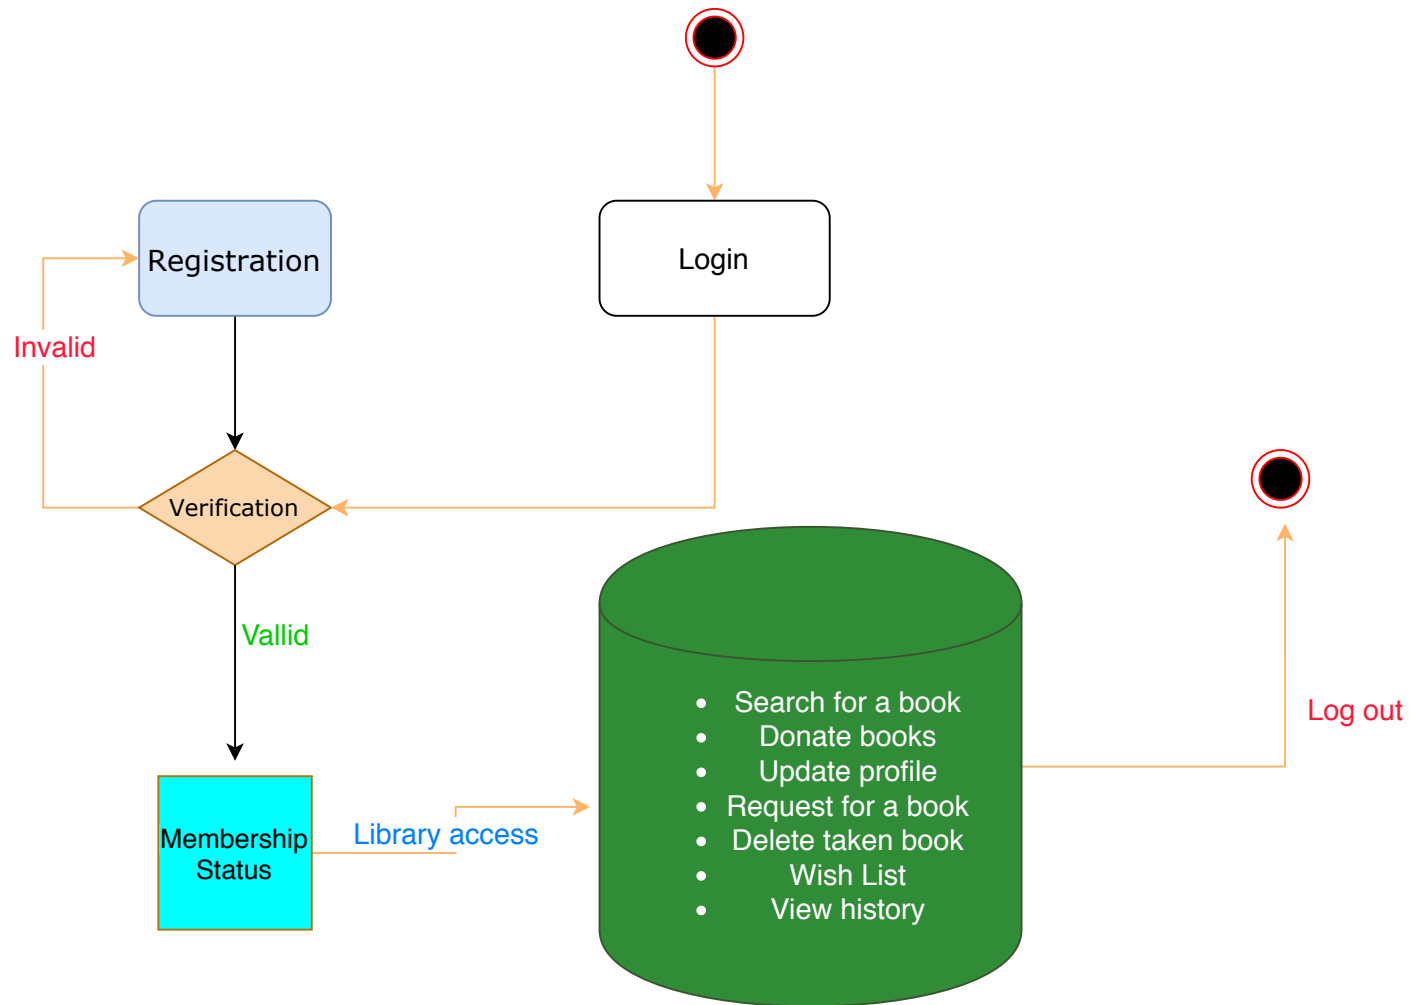 Registration
Login
Invalid
Verification
Vallid
Membership
Status
Library access
• Search for a book
• Donate books
• Update profile
• Request for a book
• Delete taken book
• Wish List
• View history
Log out